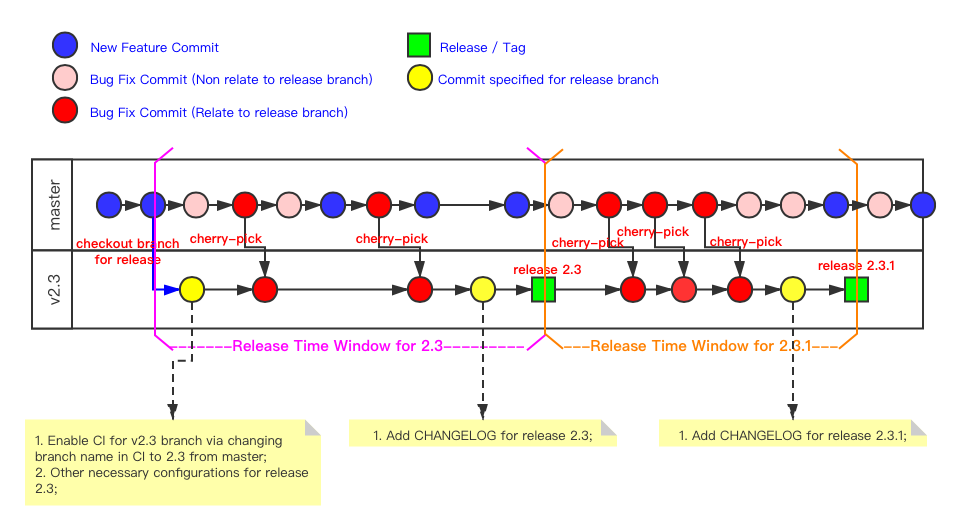 New Feature Commit
Release / Tag
Bug Fix Commit (Non relate to release branch)
Commit specified for release branch
Bug Fix Commit (Relate to release branch)
master
checkout branch
for release
cherry-pick
cherry-pick
cherry-pick
cherry-pick
cherry-pick
v2.3
release 2.3
release 2.3.1
-------Release Time Window for 2.3---------
---Release Time Window for 2.3.1---
1. Enable CI for v2.3 branch via changing
branch name in CI to 2.3 from master;
2. Other necessary configurations for release
2.3;
1. Add CHANGELOG for release 2.3;
1. Add CHANGELOG for release 2.3.1;